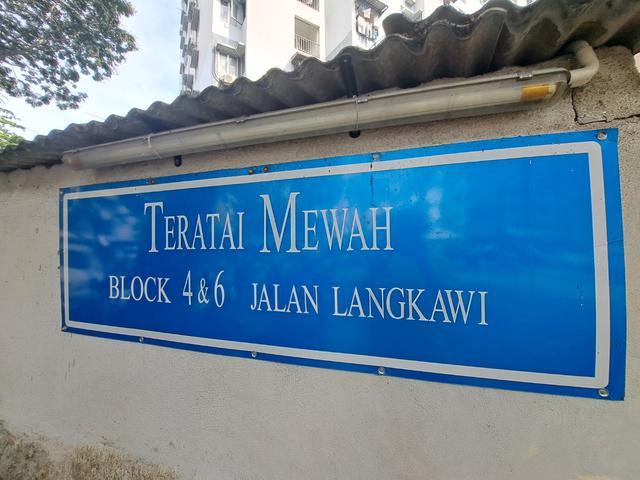 TERATAI MEWAH
BLOCK 4 & 6 JALAN LANGKAWI